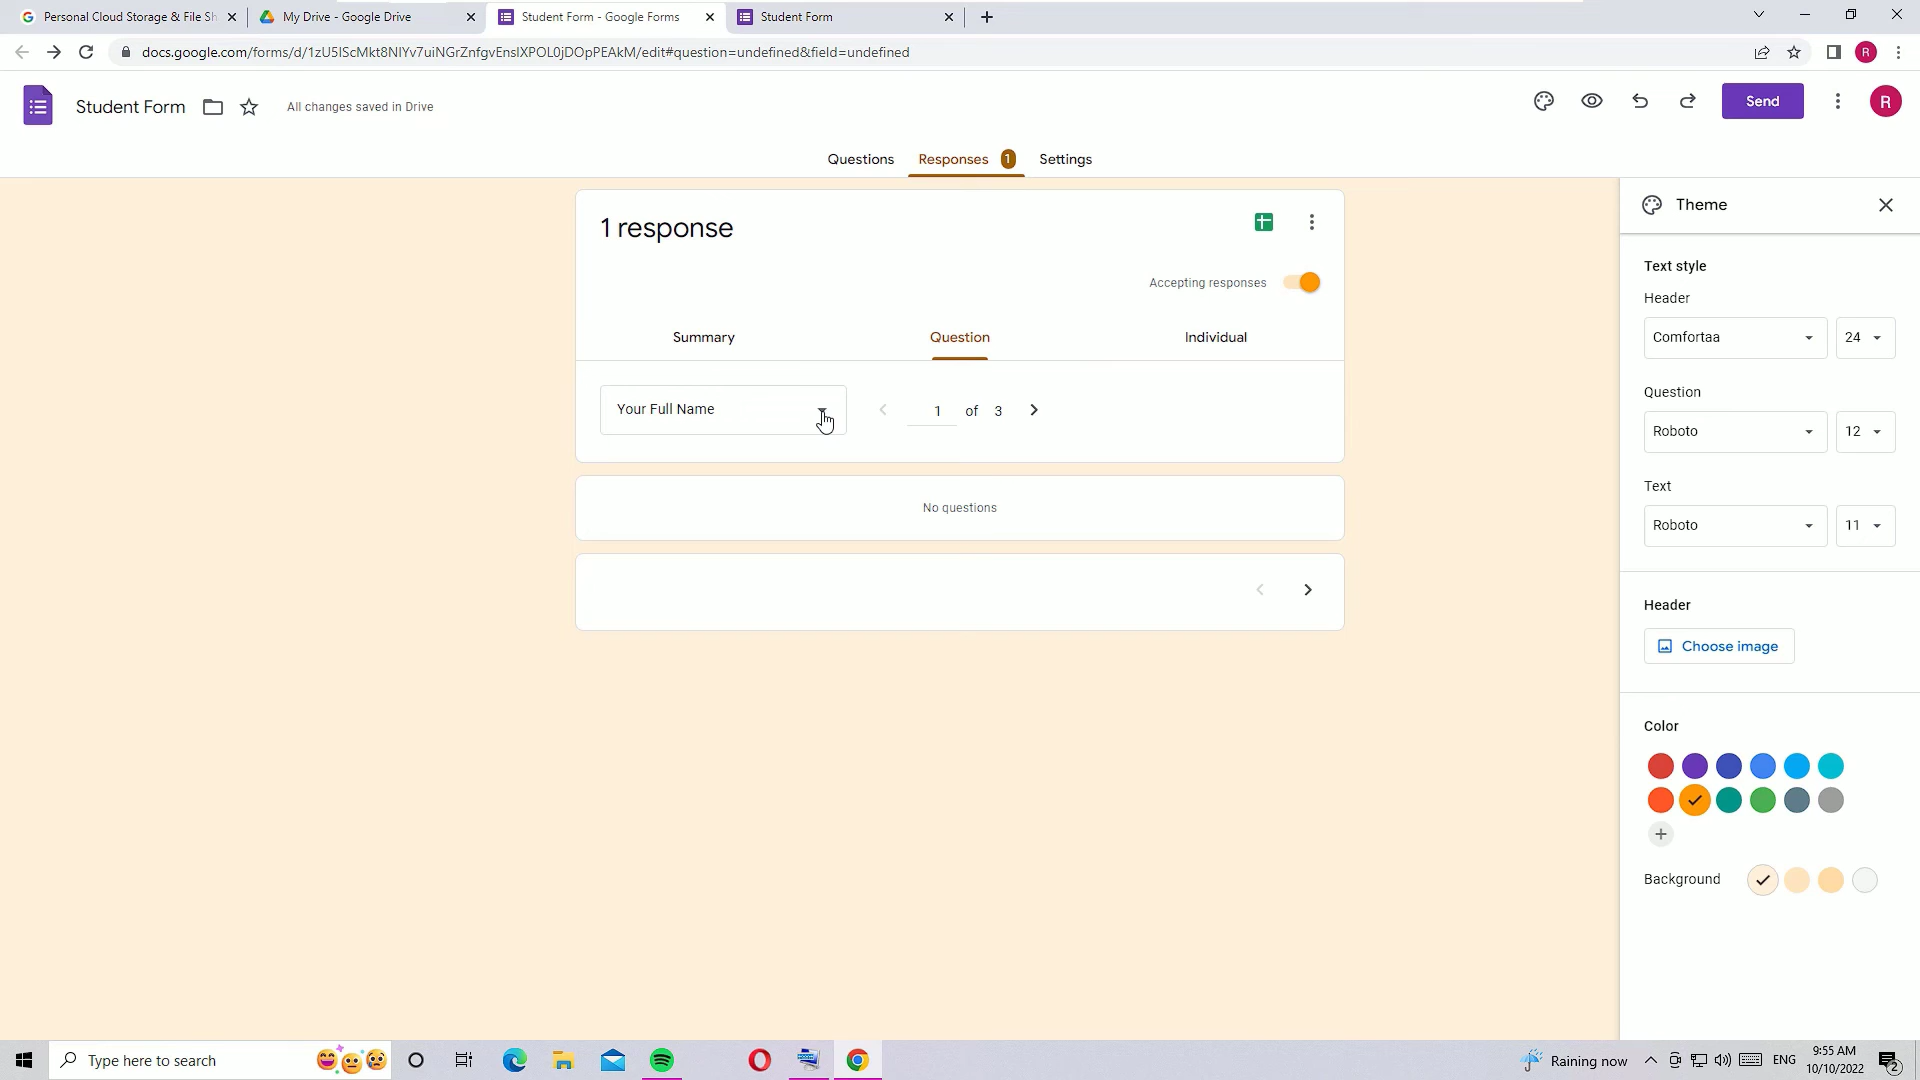 Personal Cloud Storage & File Sh
My Drive - Google Drive
Student Form - Google Forms
Student Form
docs.google.com/forms/d/1zU5lScMkt8NlYv7uiNGrZnfgvEnsIXPOL0jDOpPEAkM/edit#question=undefined&field=undefined
R
Student Form
All changes saved in Drive
Send
R
Questions
Responses 1
Settings
1 response
Accepting responses
Summary
Question
Individual
Your Full Name
1 of 3
No questions
Theme
Text style
Header
Comfortaa
24
Question
Roboto
12
Text
Roboto
11
Header
Choose image
Color
Background
Type here to search
Raining now
ENG
9:55 AM
10/10/2022
2